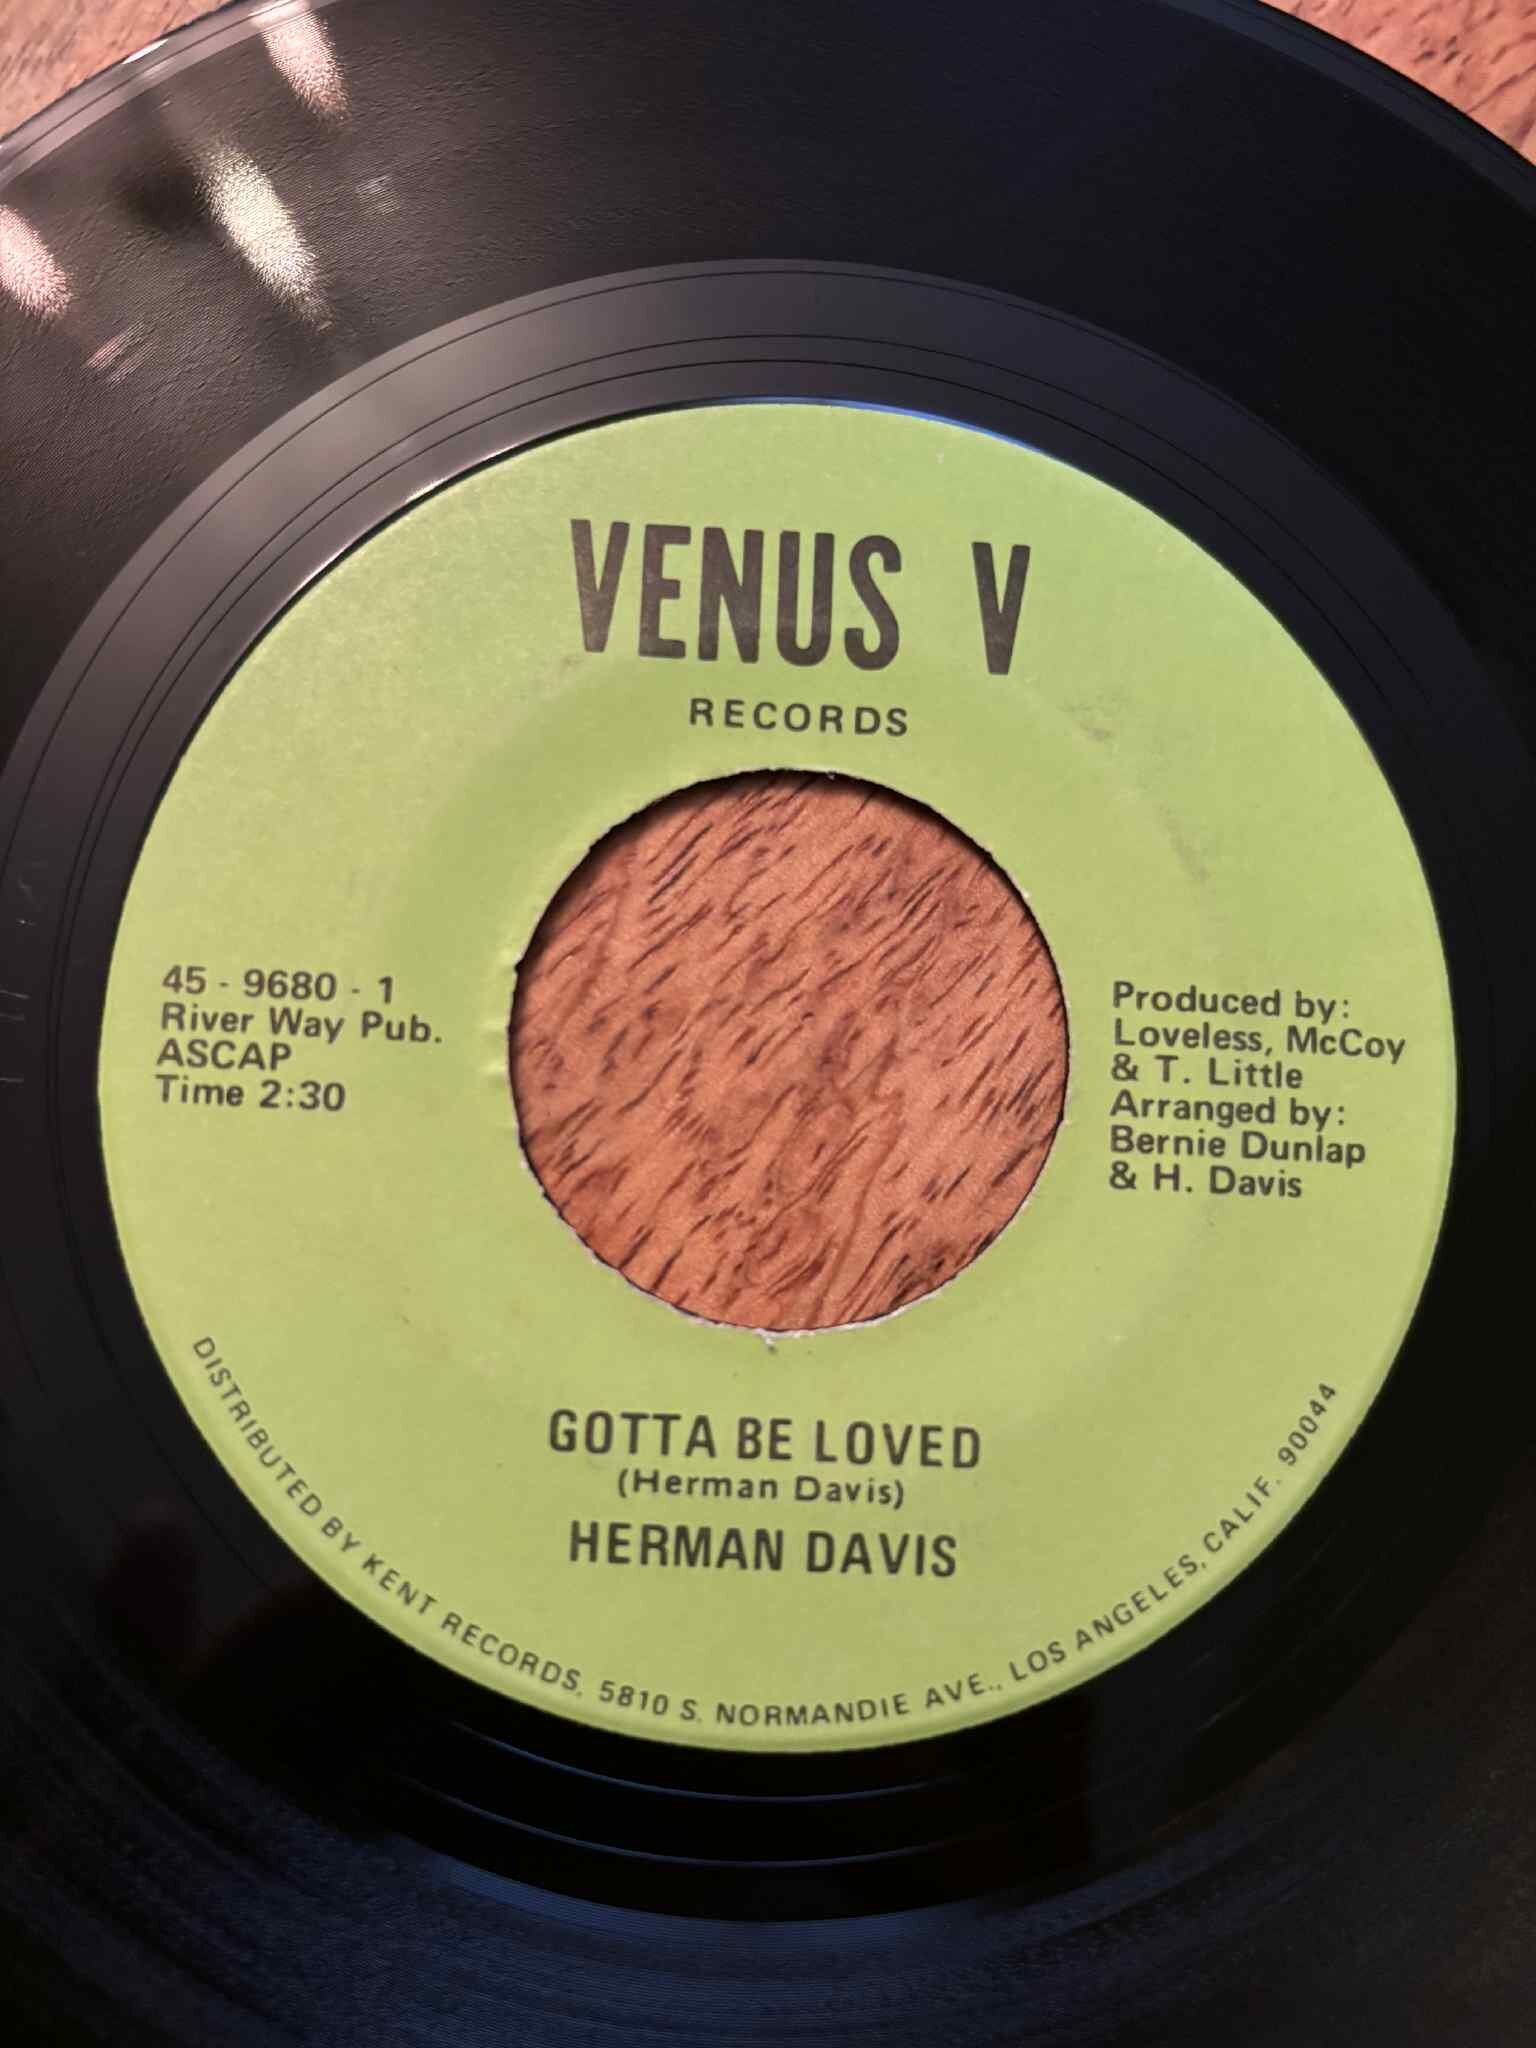 VENUS V
RECORDS
45 - 9680 - 1
River Way Pub.
ASCAP
Time 2:30
Produced by:
Loveless, McCoy
& T. Little
Arranged by:
Bernie Dunlap
& H. Davis
GOTTA BE LOVED
(Herman Davis)
HERMAN DAVIS
DISTRIBUTED BY KENT RECORDS, 5810 S. NORMANDIE AVE., LOS ANGELES, CALIF. 90044